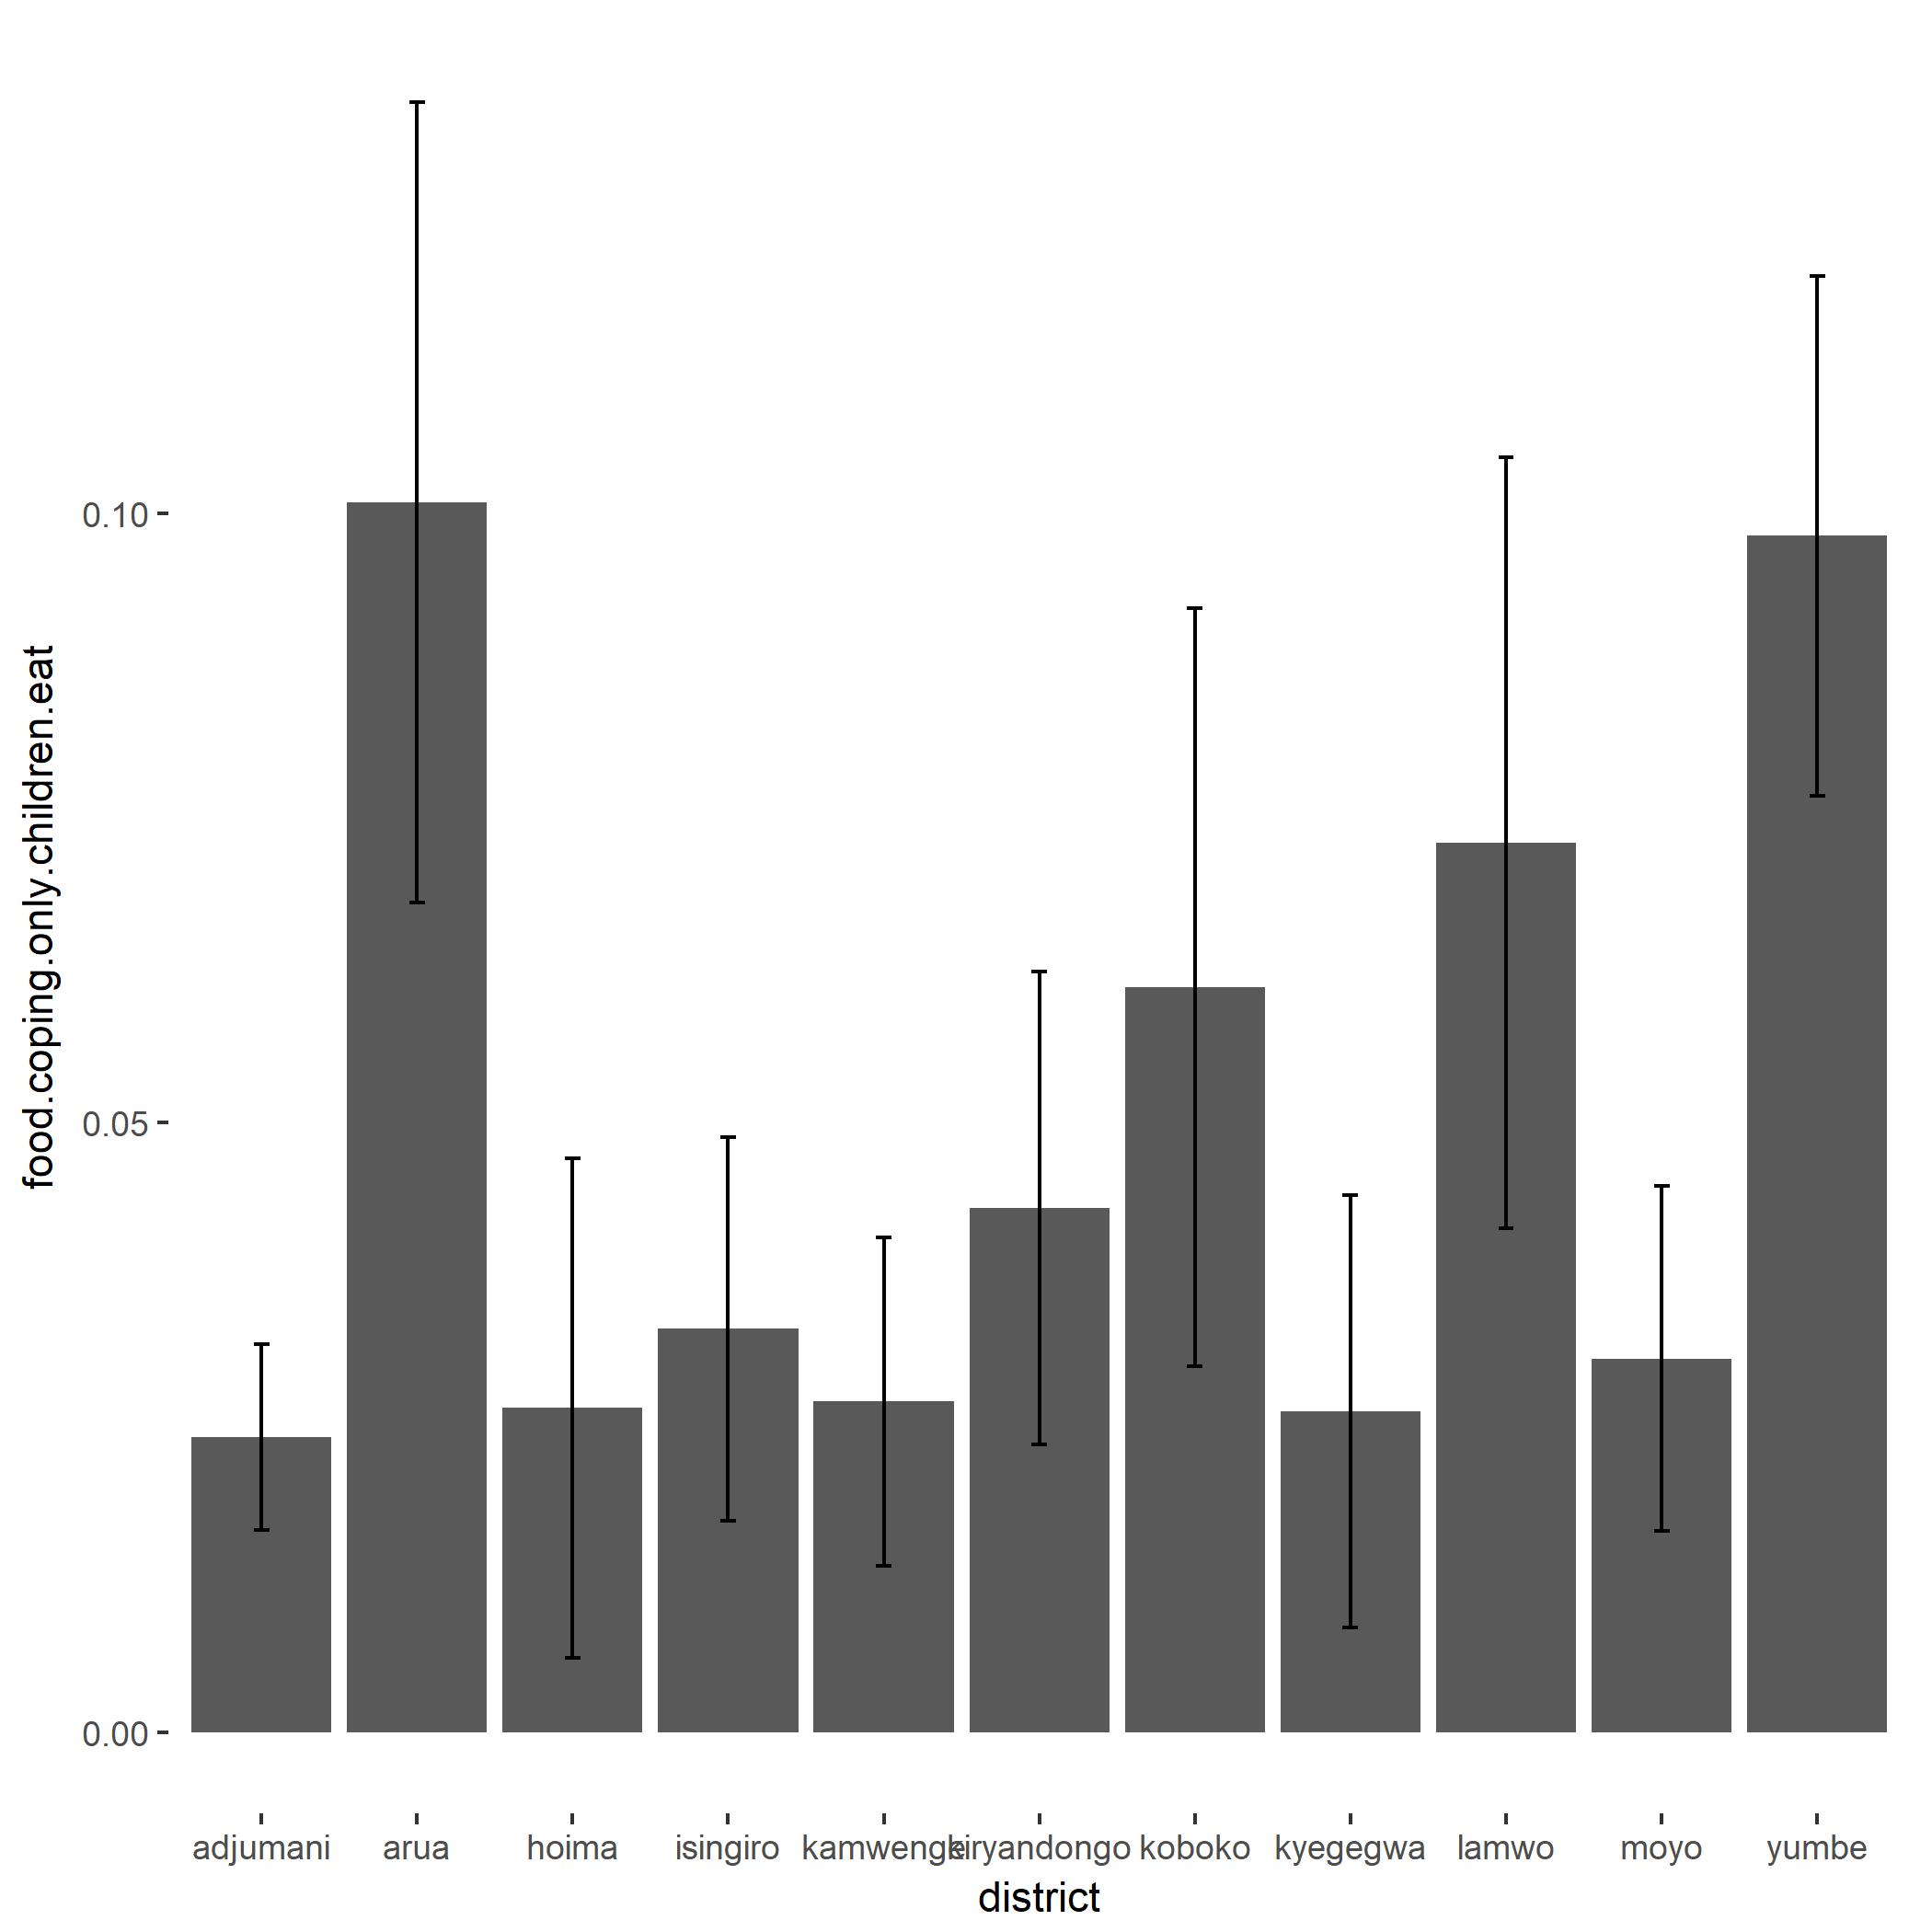 food.coping.only.children.eat
0.10
0.05
0.00
adjumani arua hoima isingiro kamwenge kiryandongo koboko kyegegwa lamwo moyo yumbe
district